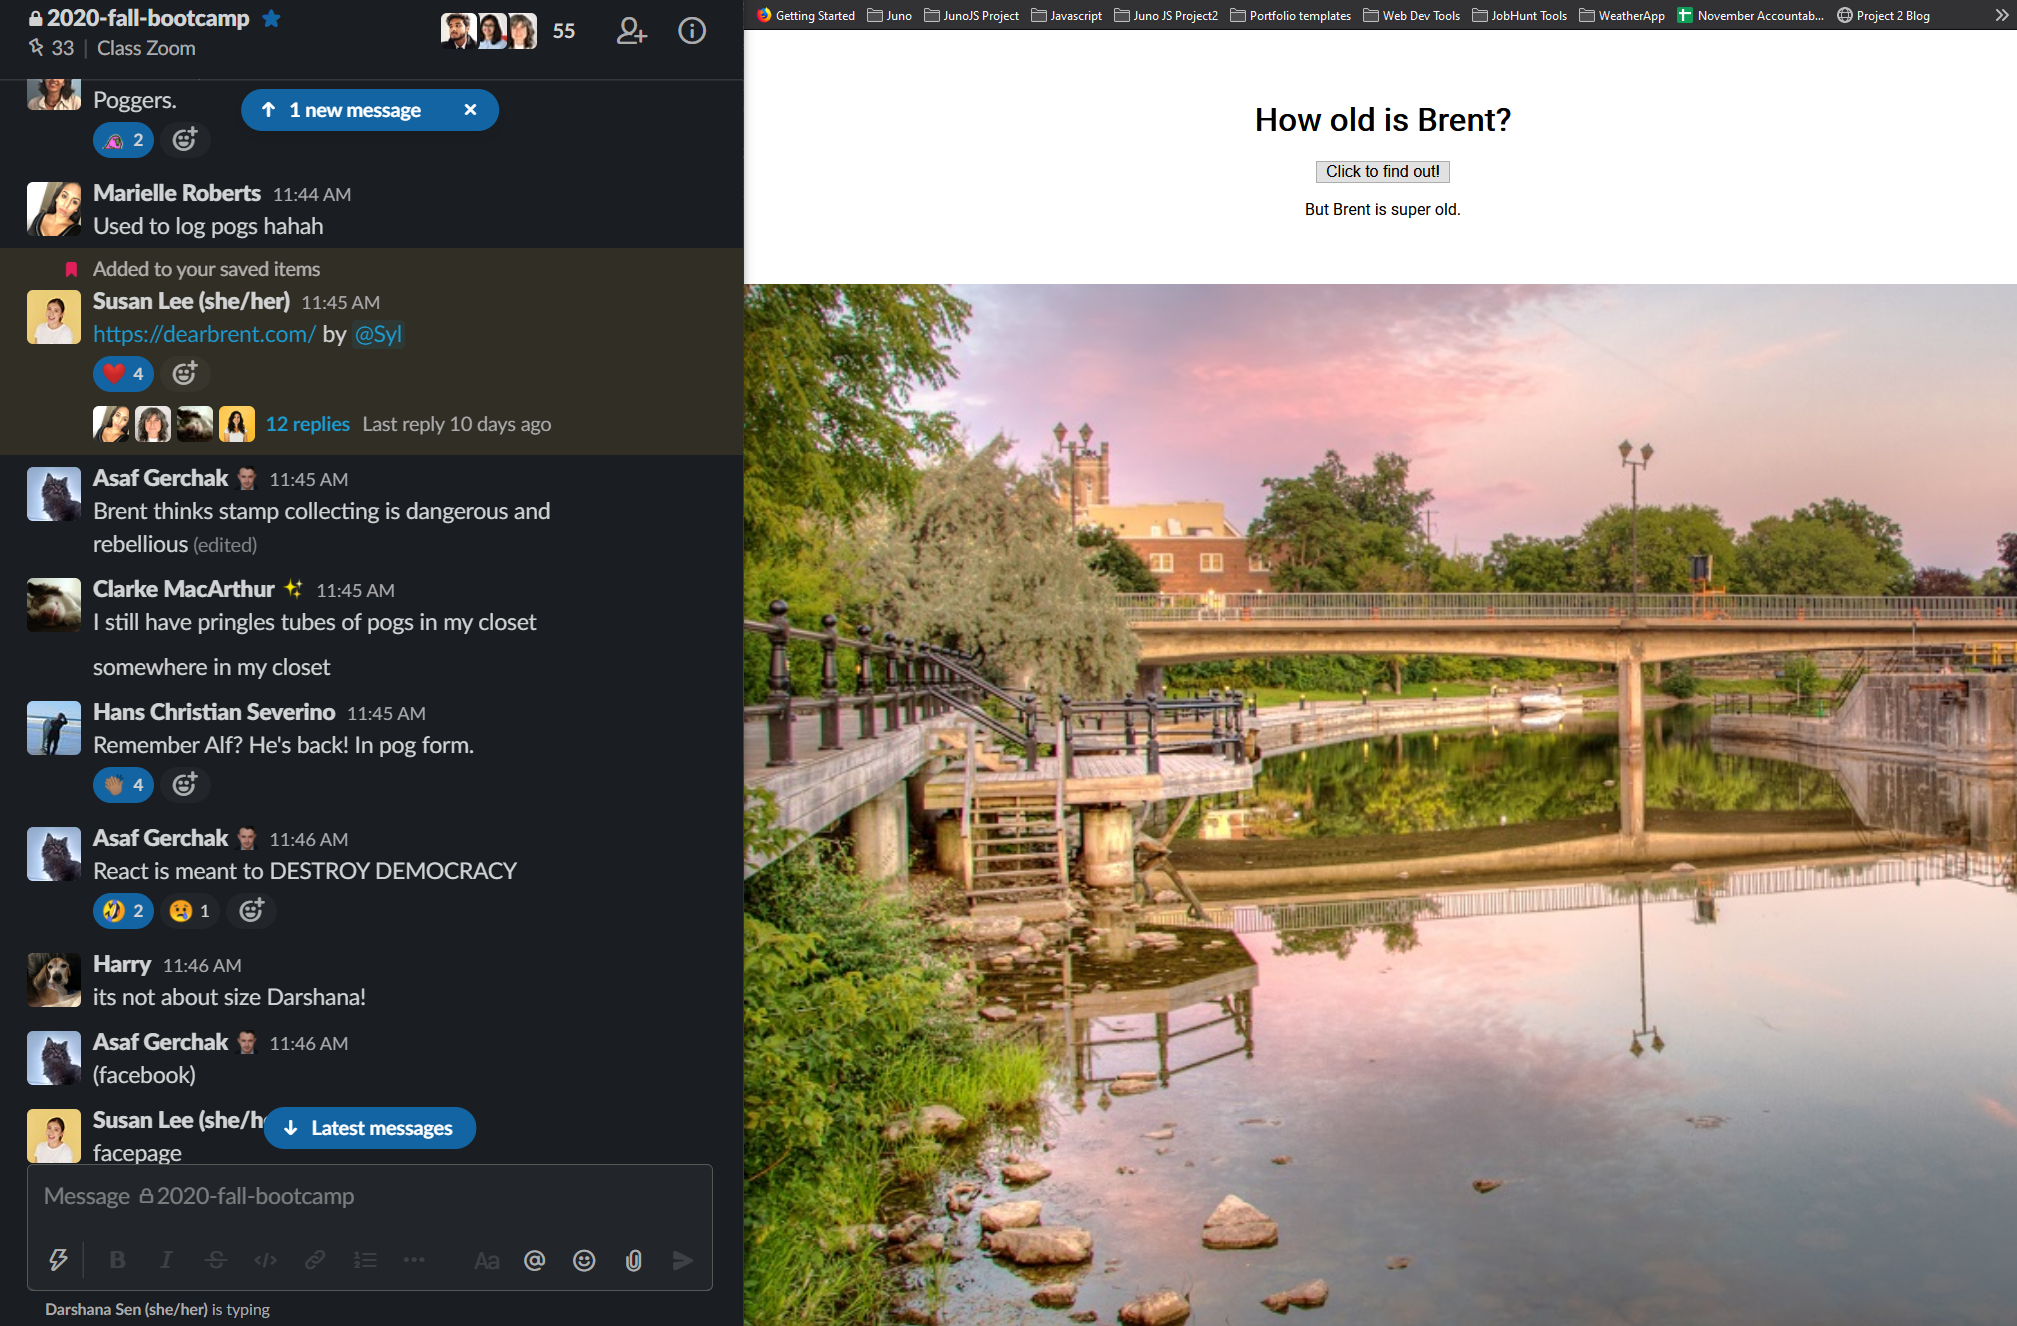 2020-fall-bootcamp
33 | Class Zoom
55
Poggers.
1 new message ×
2
Marielle Roberts 11:44 AM
Used to log pogs hahah
Added to your saved items
Susan Lee (she/her) 11:45 AM
https://dearbrent.com/ by @Syl
4
12 replies Last reply 10 days ago
Asaf Gerchak 11:45 AM
Brent thinks stamp collecting is dangerous and
rebellious (edited)
Clarke MacArthur 11:45 AM
I still have pringles tubes of pogs in my closet
somewhere in my closet
Hans Christian Severino 11:45 AM
Remember Alf? He's back! In pog form.
4
Asaf Gerchak 11:46 AM
React is meant to DESTROY DEMOCRACY
2 1
Harry 11:46 AM
its not about size Darshana!
Asaf Gerchak 11:46 AM
(facebook)
Susan Lee (she/he
Latest messages
facepage
Message 2020-fall-bootcamp
B I S </> Aa @
Darshana Sen (she/her) is typing
Getting Started Juno JunoJS Project Javascript Juno JS Project2 Portfolio templates Web Dev Tools JobHunt Tools WeatherApp November Accountab... Project 2 Blog
How old is Brent?
Click to find out!
But Brent is super old.